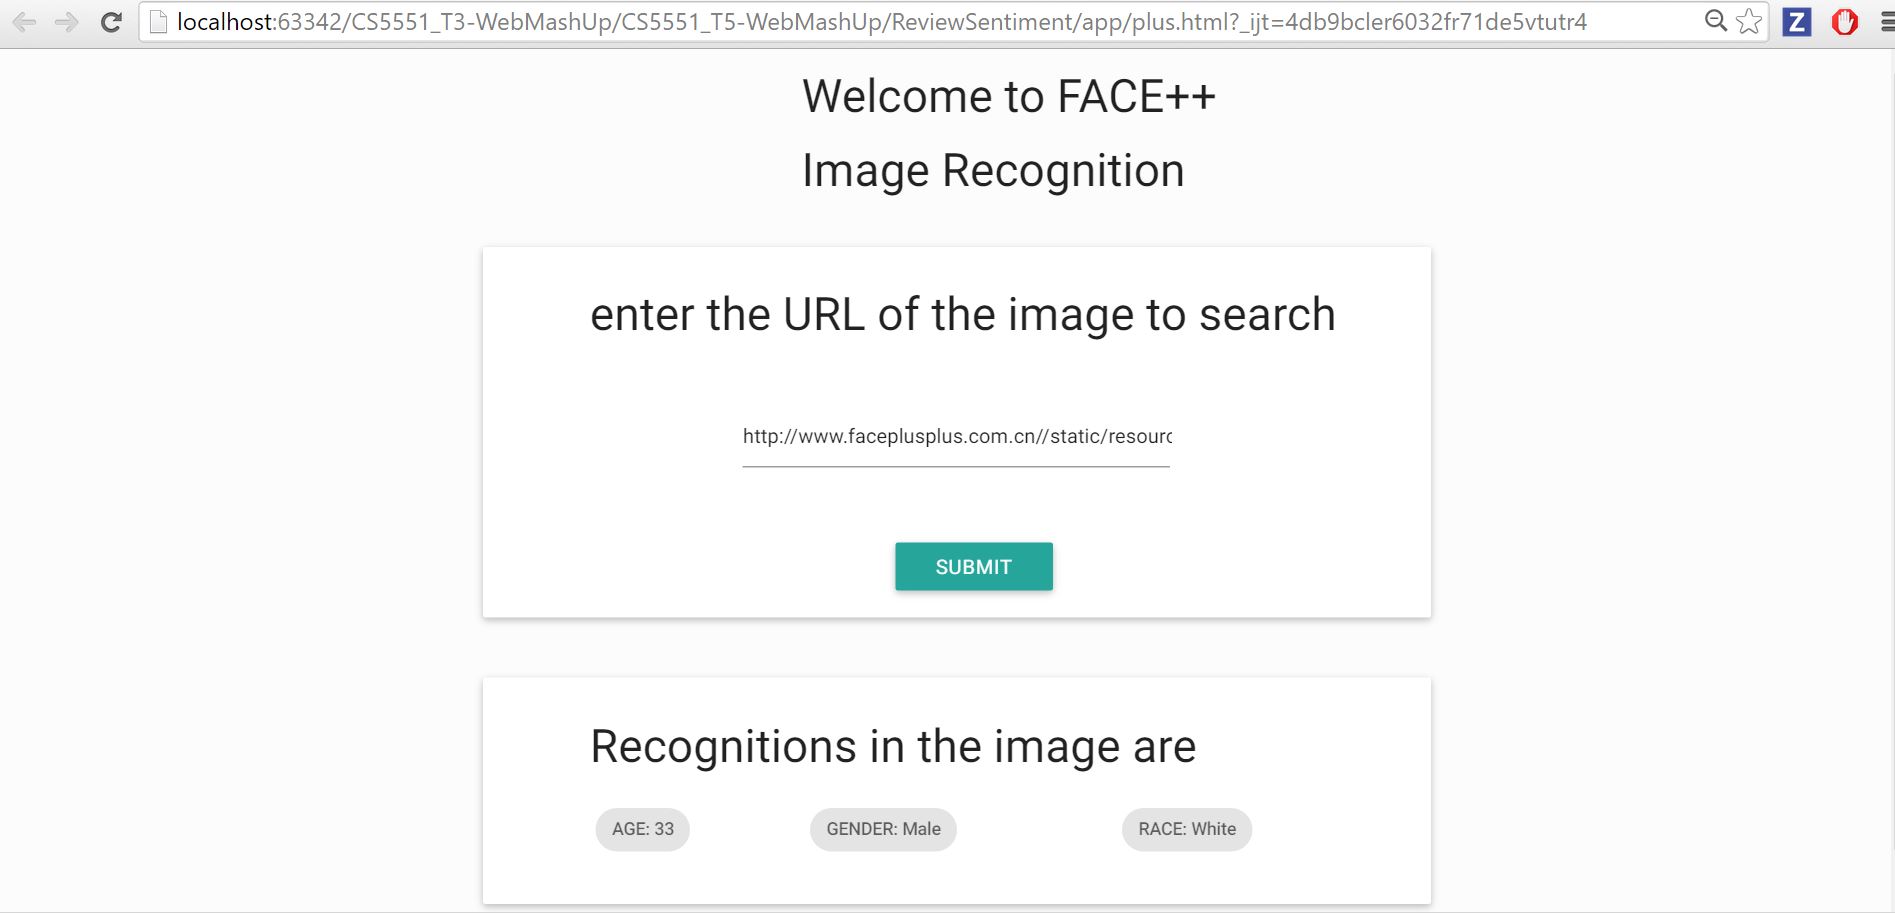 localhost:63342/CS5551_T3-WebMashUp/CS5551_T5-WebMashUp/ReviewSentiment/app/plus.html?_ijt=4db9bcler6032fr71de5vtutr4
Z
Welcome to FACE++
Image Recognition
enter the URL of the image to search
http://www.faceplusplus.com.cn//static/resourc
SUBMIT
Recognitions in the image are
AGE: 33 GENDER: Male RACE: White